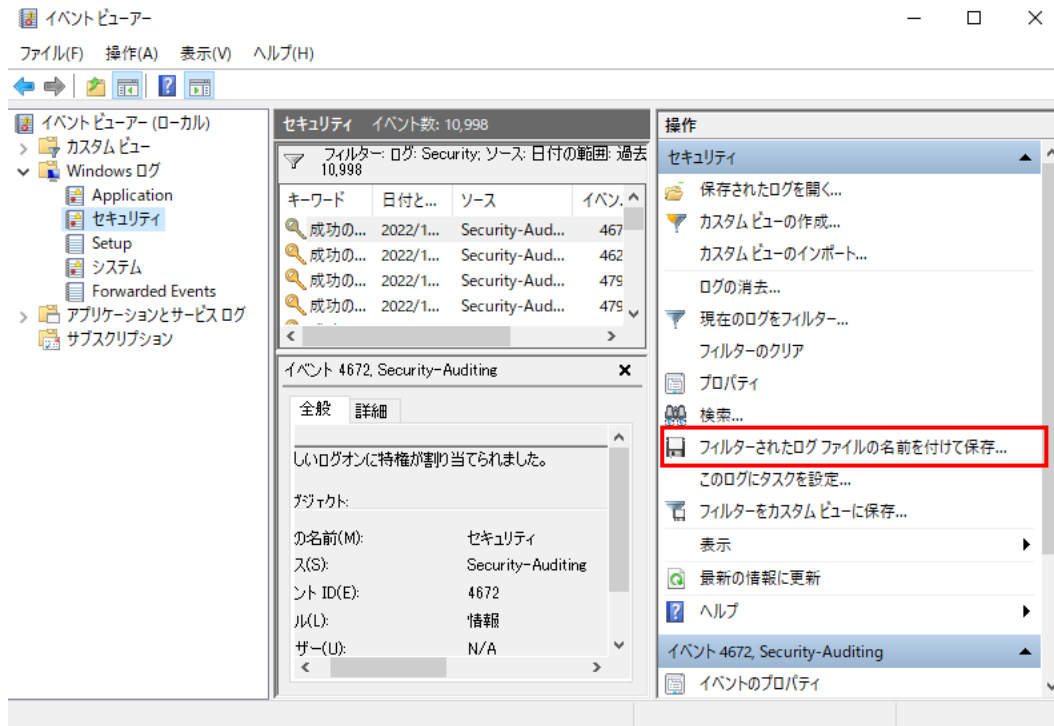 イベント ビューアー
ファイル(F) 操作(A) 表示(V) ヘルプ(H)
イベント ビューアー (ローカル)
カスタム ビュー
Windows ログ
Application
セキュリティ
Setup
システム
Forwarded Events
アプリケーションとサービス ログ
サブスクリプション
セキュリティ イベント数: 10,998
フィルター: ログ: Security; ソース: 日付の範囲: 過去
10,998
キーワード 日付と... ソース イベン.
成功の... 2022/1... Security-Aud... 467
成功の... 2022/1... Security-Aud... 462
成功の... 2022/1... Security-Aud... 479
成功の... 2022/1... Security-Aud... 479
イベント 4672, Security-Auditing
全般 詳細
しいログオンに特権が割り当てられました。
ブジェクト:
の名前(M): セキュリティ
ス(S): Security-Auditing
ント ID(E): 4672
ル(L): 情報
ザー(U): N/A
操作
セキュリティ
保存されたログを開く...
カスタム ビューの作成...
カスタム ビューのインポート...
ログの消去...
現在のログをフィルター...
フィルターのクリア
プロパティ
検索...
フィルターされたログ ファイルの名前を付けて保存...
このログにタスクを設定...
フィルターをカスタム ビューに保存...
表示
最新の情報に更新
ヘルプ
イベント 4672, Security-Auditing
イベントのプロパティ